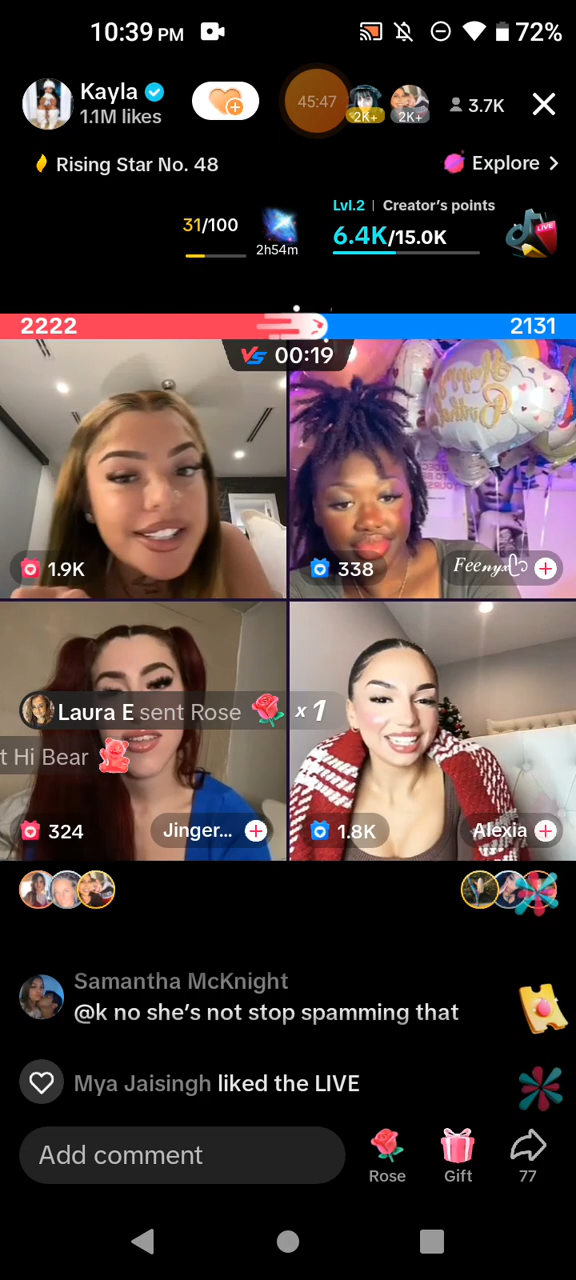 10:39 PM
72%
Kayla
1.1M likes
45:47
2K+
2K+
3.7K
Rising Star No. 48
Explore
31/100
2h54m
Lvl.2 | Creator's points
6.4K/15.0K
LIVE
2222
2131
VS 00:19
1.9K
338
Feenyx
Laura E sent Rose x 1
t Hi Bear
324
Jinger...
1.8K
Alexia
Samantha McKnight
@k no she's not stop spamming that
Mya Jaisingh liked the LIVE
Add comment
Rose
Gift
77